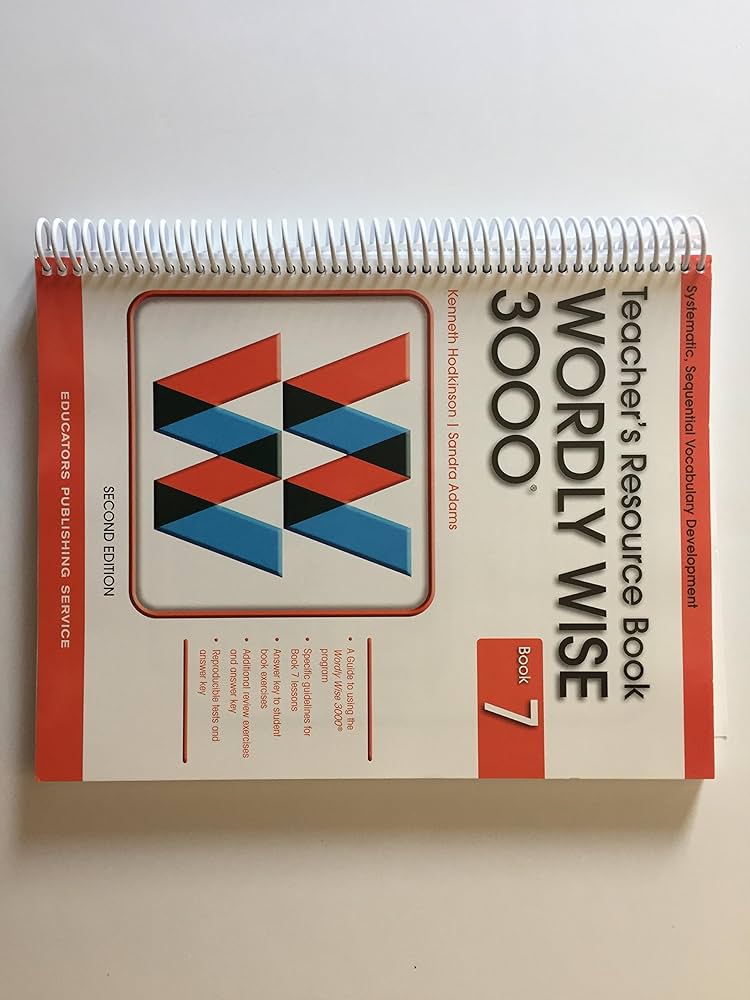 Systematic, Sequential Vocabulary Development
Teacher's Resource Book
WORDLY WISE
3000®
Book 7
Kenneth Hodkinson | Sandra Adams
• A Guide to using the
Wordly Wise 3000®
program
• Specific guidelines for
Book 7 lessons
• Answer key to student
book exercises
• Additional review exercises
and answer key
• Reproducible tests and
answer key
SECOND EDITION
EDUCATORS PUBLISHING SERVICE